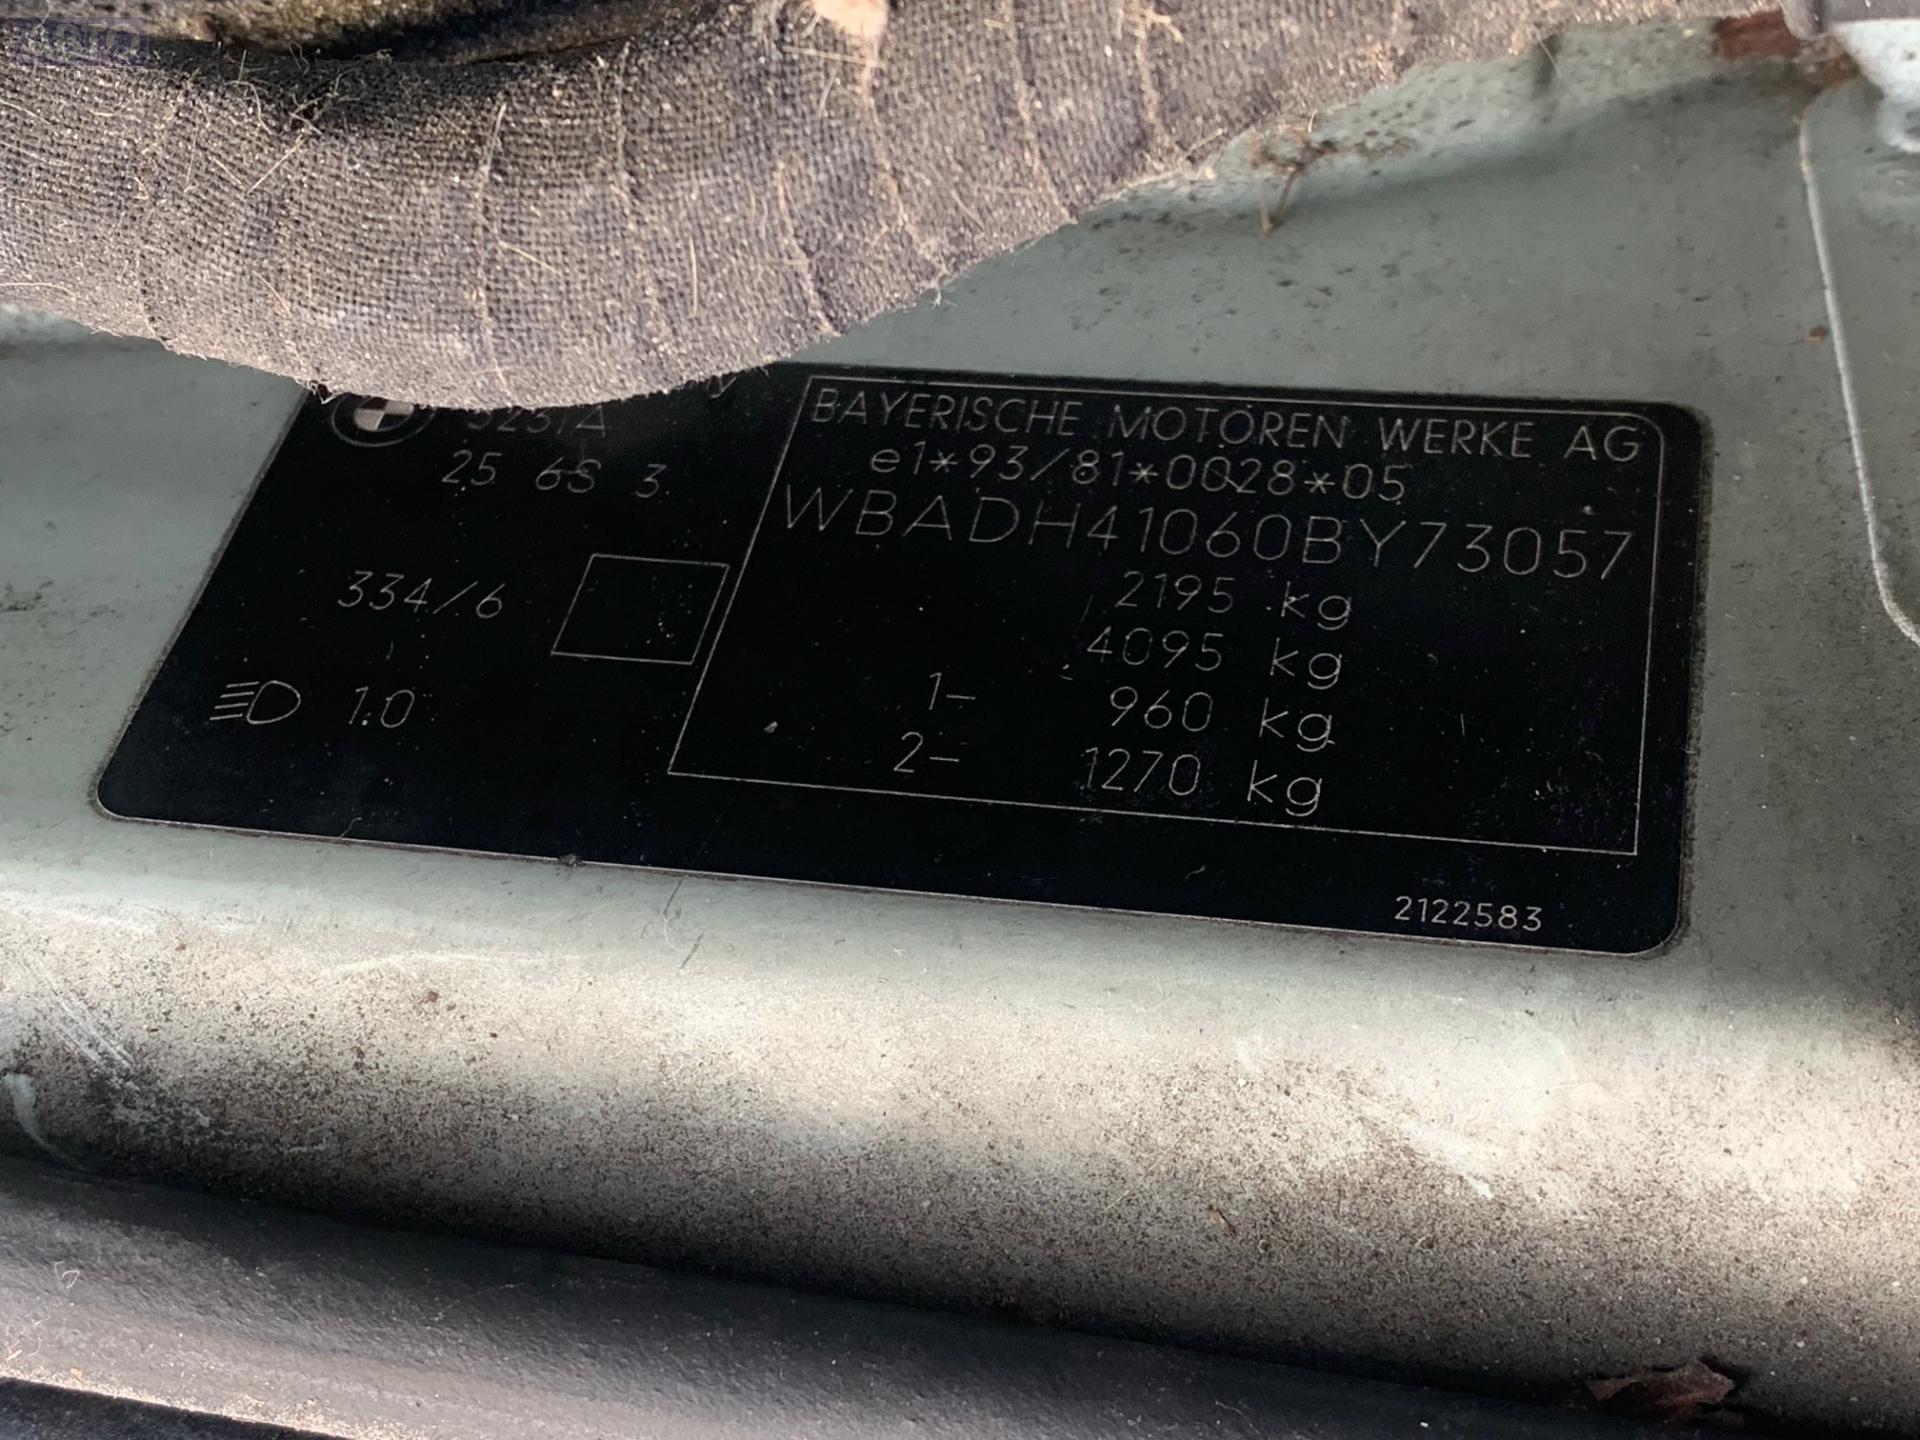 BAYERISCHE MOTOREN WERKE AG
e1*93/81*0028*05
WBADH41060BY73057
2195 kg
4095 kg
1- 960 kg
2- 1270 kg
25 6S 3
334/6
1.0
2122583